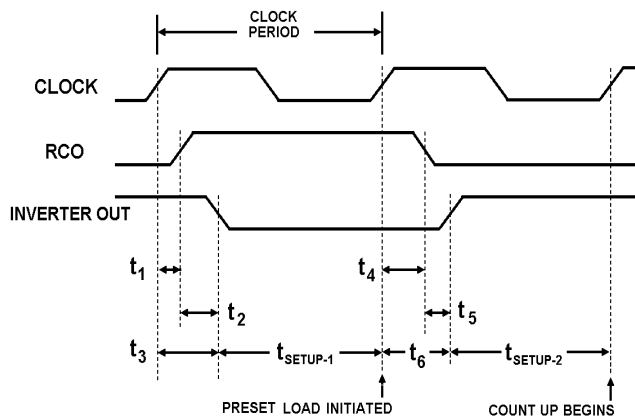 CLOCK
PERIOD
CLOCK
RCO
INVERTER OUT
t1
t4
t2
t5
t3
tSETUP-1
t6
tSETUP-2
PRESET LOAD INITIATED
COUNT UP BEGINS